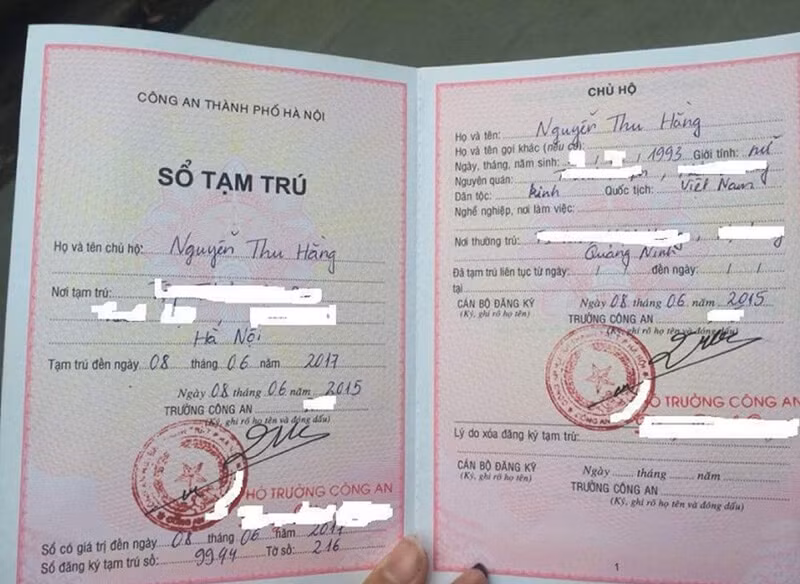 CÔNG AN THÀNH PHỐ HÀ NỘI
SỔ TẠM TRÚ
Họ và tên chủ hộ: Nguyễn Thu Hằng
Nơi tạm trú:
Hà Nội
Tạm trú đến ngày 08 tháng 06 năm 2017
Ngày 08 tháng 06 năm 2015
TRƯỞNG CÔNG AN
(Ký, ghi rõ họ tên và đóng dấu)
HÓ TRƯỞNG CÔNG AN
Sổ có giá trị đến ngày 08 tháng 06 năm 2017
Sổ đăng ký tạm trú số: 9994 Tờ số: 216
CHỦ HỘ
Họ và tên: Nguyễn Thu Hằng
Họ và tên gọi khác (nếu có):
Ngày, tháng, năm sinh: / / 1993 Giới tính: nữ
Nguyên quán:
Dân tộc: Kinh Quốc tịch: Việt Nam
Nghề nghiệp, nơi làm việc:
Nơi thường trú:
Quảng Ninh
Đã tạm trú liên tục từ ngày: / / đến ngày: / /
tại
CÁN BỘ ĐĂNG KÝ
(Ký, ghi rõ họ tên)
Ngày 08 tháng 06 năm 2015
TRƯỞNG CÔNG AN
(Ký, ghi rõ họ tên và đóng dấu)
HÓ TRƯỞNG CÔNG AN
Lý do xóa đăng ký tạm trú:
CÁN BỘ ĐĂNG KÝ
(Ký, ghi rõ họ tên)
Ngày ...... tháng ...... năm
TRƯỞNG CÔNG AN
(Ký, ghi rõ họ tên và đóng dấu)
1